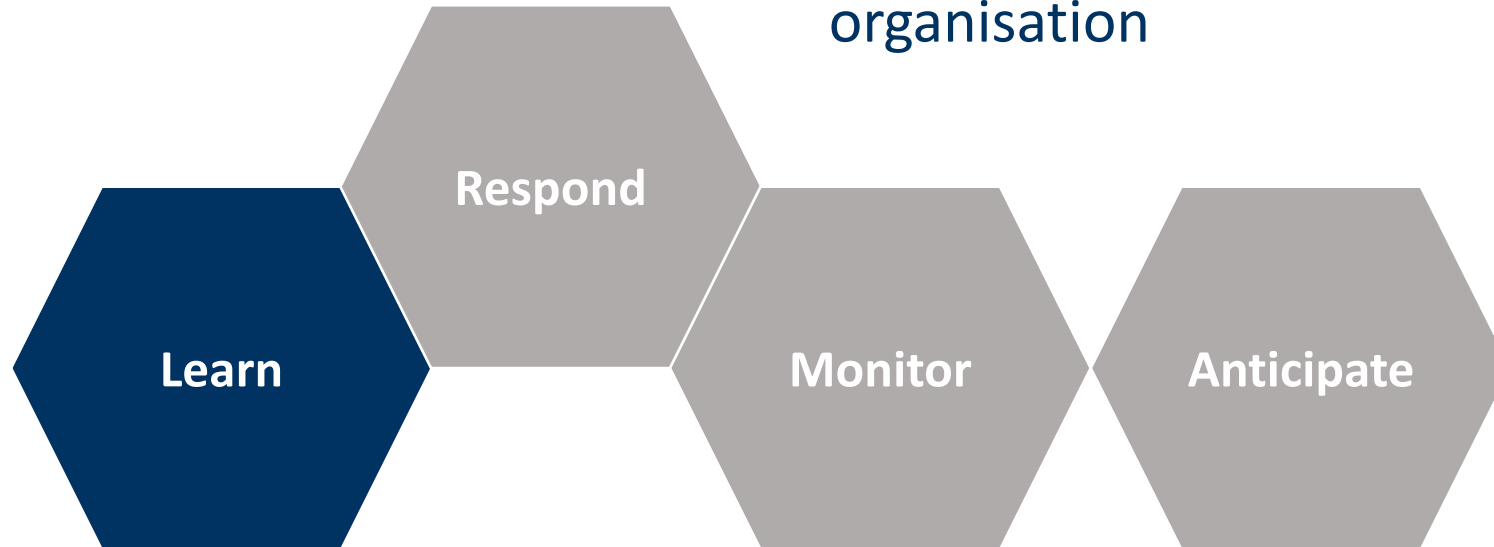 organisation
Respond
Learn
Monitor
Anticipate